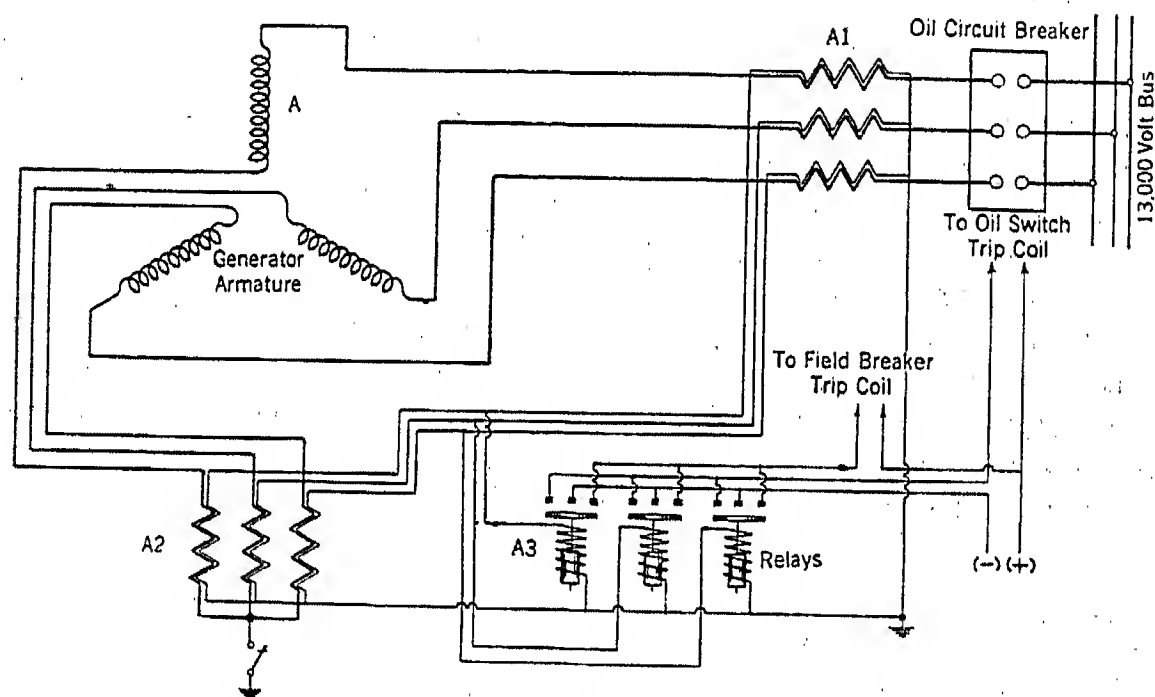 Oil Circuit Breaker
A1
A
13,000 Volt Bus
To Oil Switch
Trip Coil
Generator
Armature
To Field Breaker
Trip Coil
A2
A3
Relays
(-) (+)